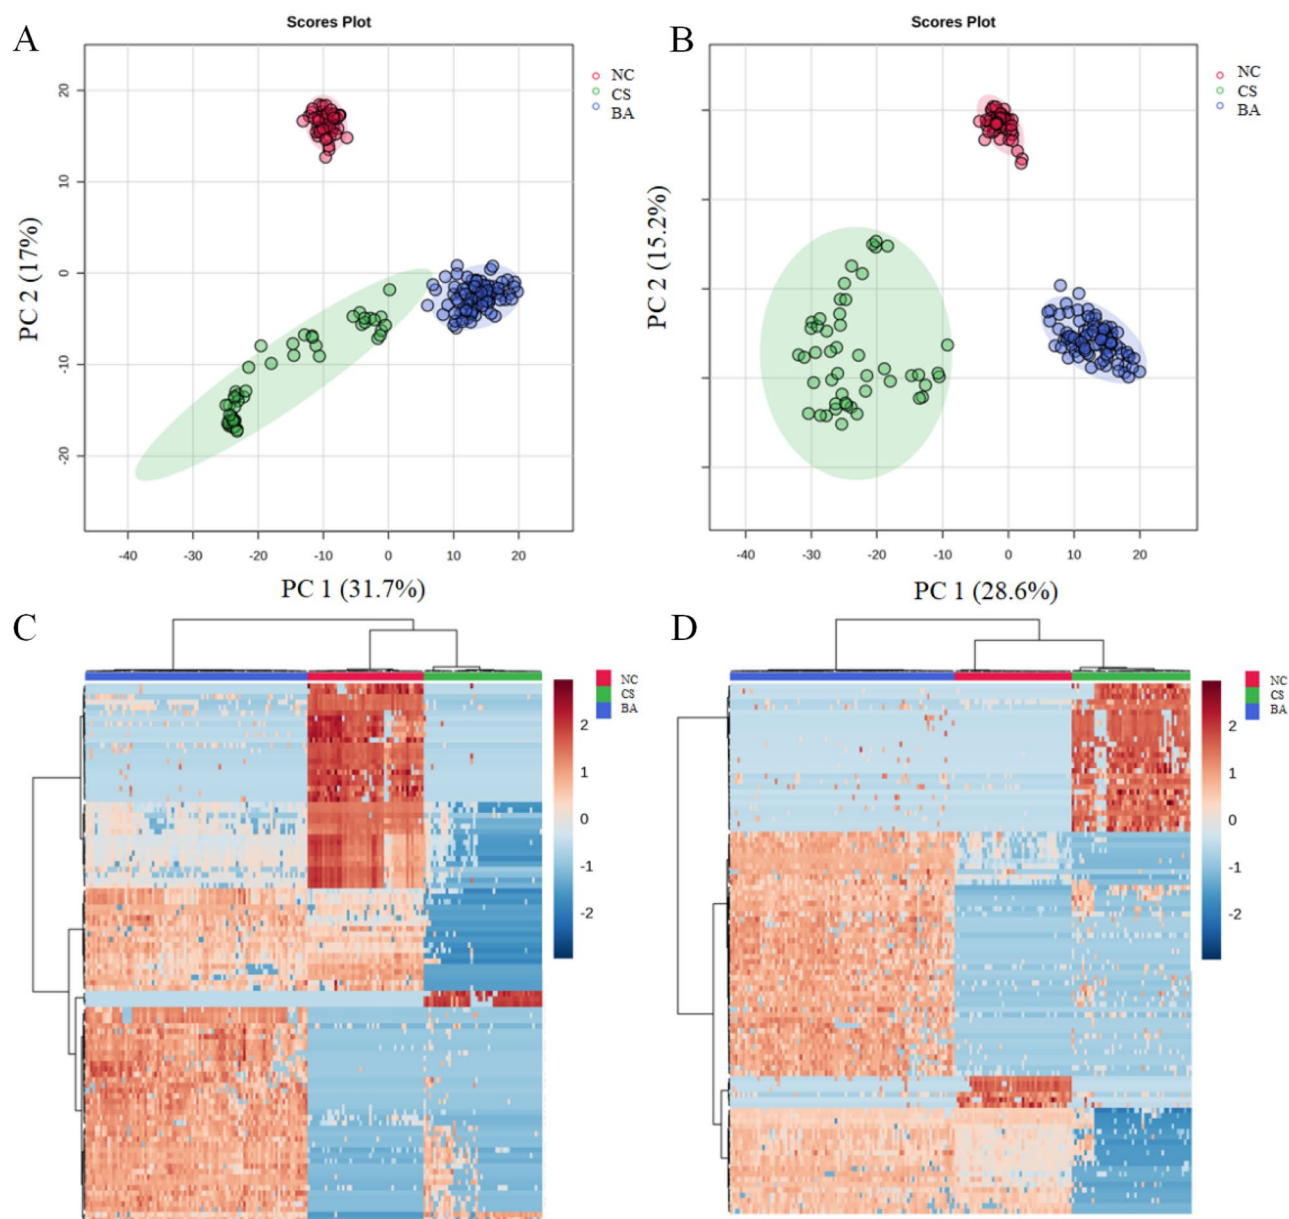 A
Scores Plot
NC
CS
BA
PC 2 (17%)
20
10
0
-10
-20
-40
-30
-20
-10
0
10
20
PC 1 (31.7%)
B
Scores Plot
NC
CS
BA
PC 2 (15.2%)
-40
-30
-20
-10
0
10
20
PC 1 (28.6%)
C
NC
CS
BA
2
1
0
-1
-2
D
NC
CS
BA
2
1
0
-1
-2